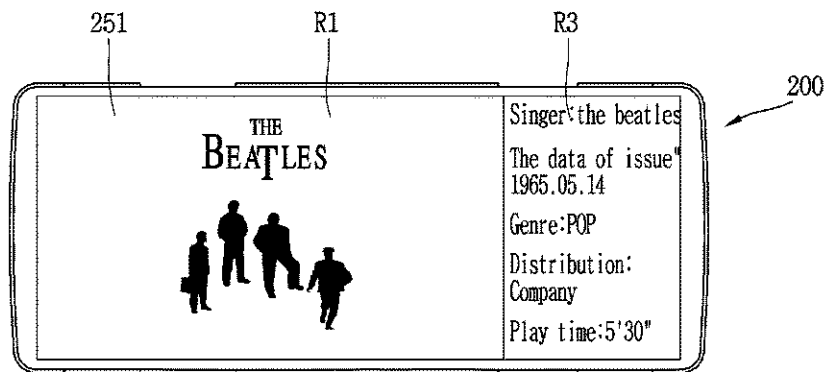 251
R1
R3
200
THE
BEATLES
Singer:the beatles
The data of issue"
1965.05.14
Genre:POP
Distribution:
Company
Play time:5'30"